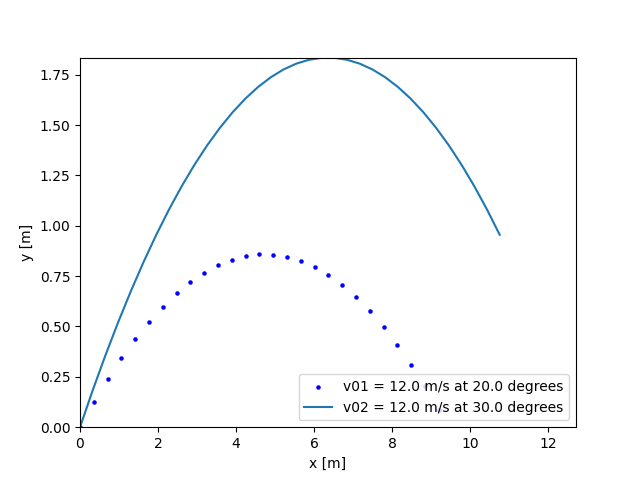 1.75
1.50
1.25
1.00
0.75
0.50
0.25
0.00
y [m]
0 2 4 6 8 10 12
x [m]
v01 = 12.0 m/s at 20.0 degrees
v02 = 12.0 m/s at 30.0 degrees